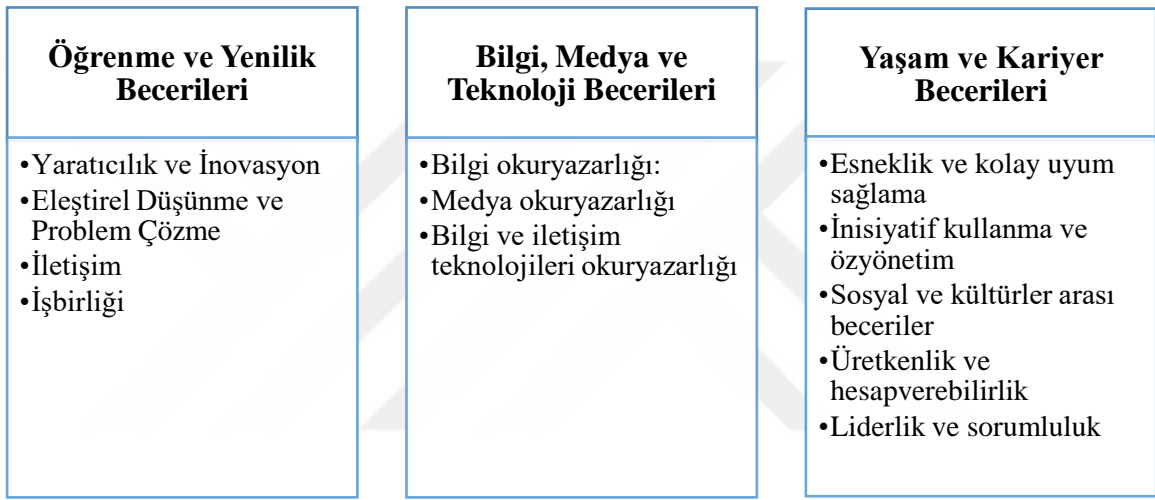 Öğrenme ve Yenilik
Becerileri
•Yaratıcılık ve İnovasyon
•Eleştirel Düşünme ve
Problem Çözme
•İletişim
•İşbirliği
Bilgi, Medya ve
Teknoloji Becerileri
•Bilgi okuryazarlığı:
•Medya okuryazarlığı
•Bilgi ve iletişim
teknolojileri okuryazarlığı
Yaşam ve Kariyer
Becerileri
•Esneklik ve kolay uyum
sağlama
•İnisiyatif kullanma ve
özyönetim
•Sosyal ve kültürler arası
beceriler
•Üretkenlik ve
hesapverebilirlik
•Liderlik ve sorumluluk